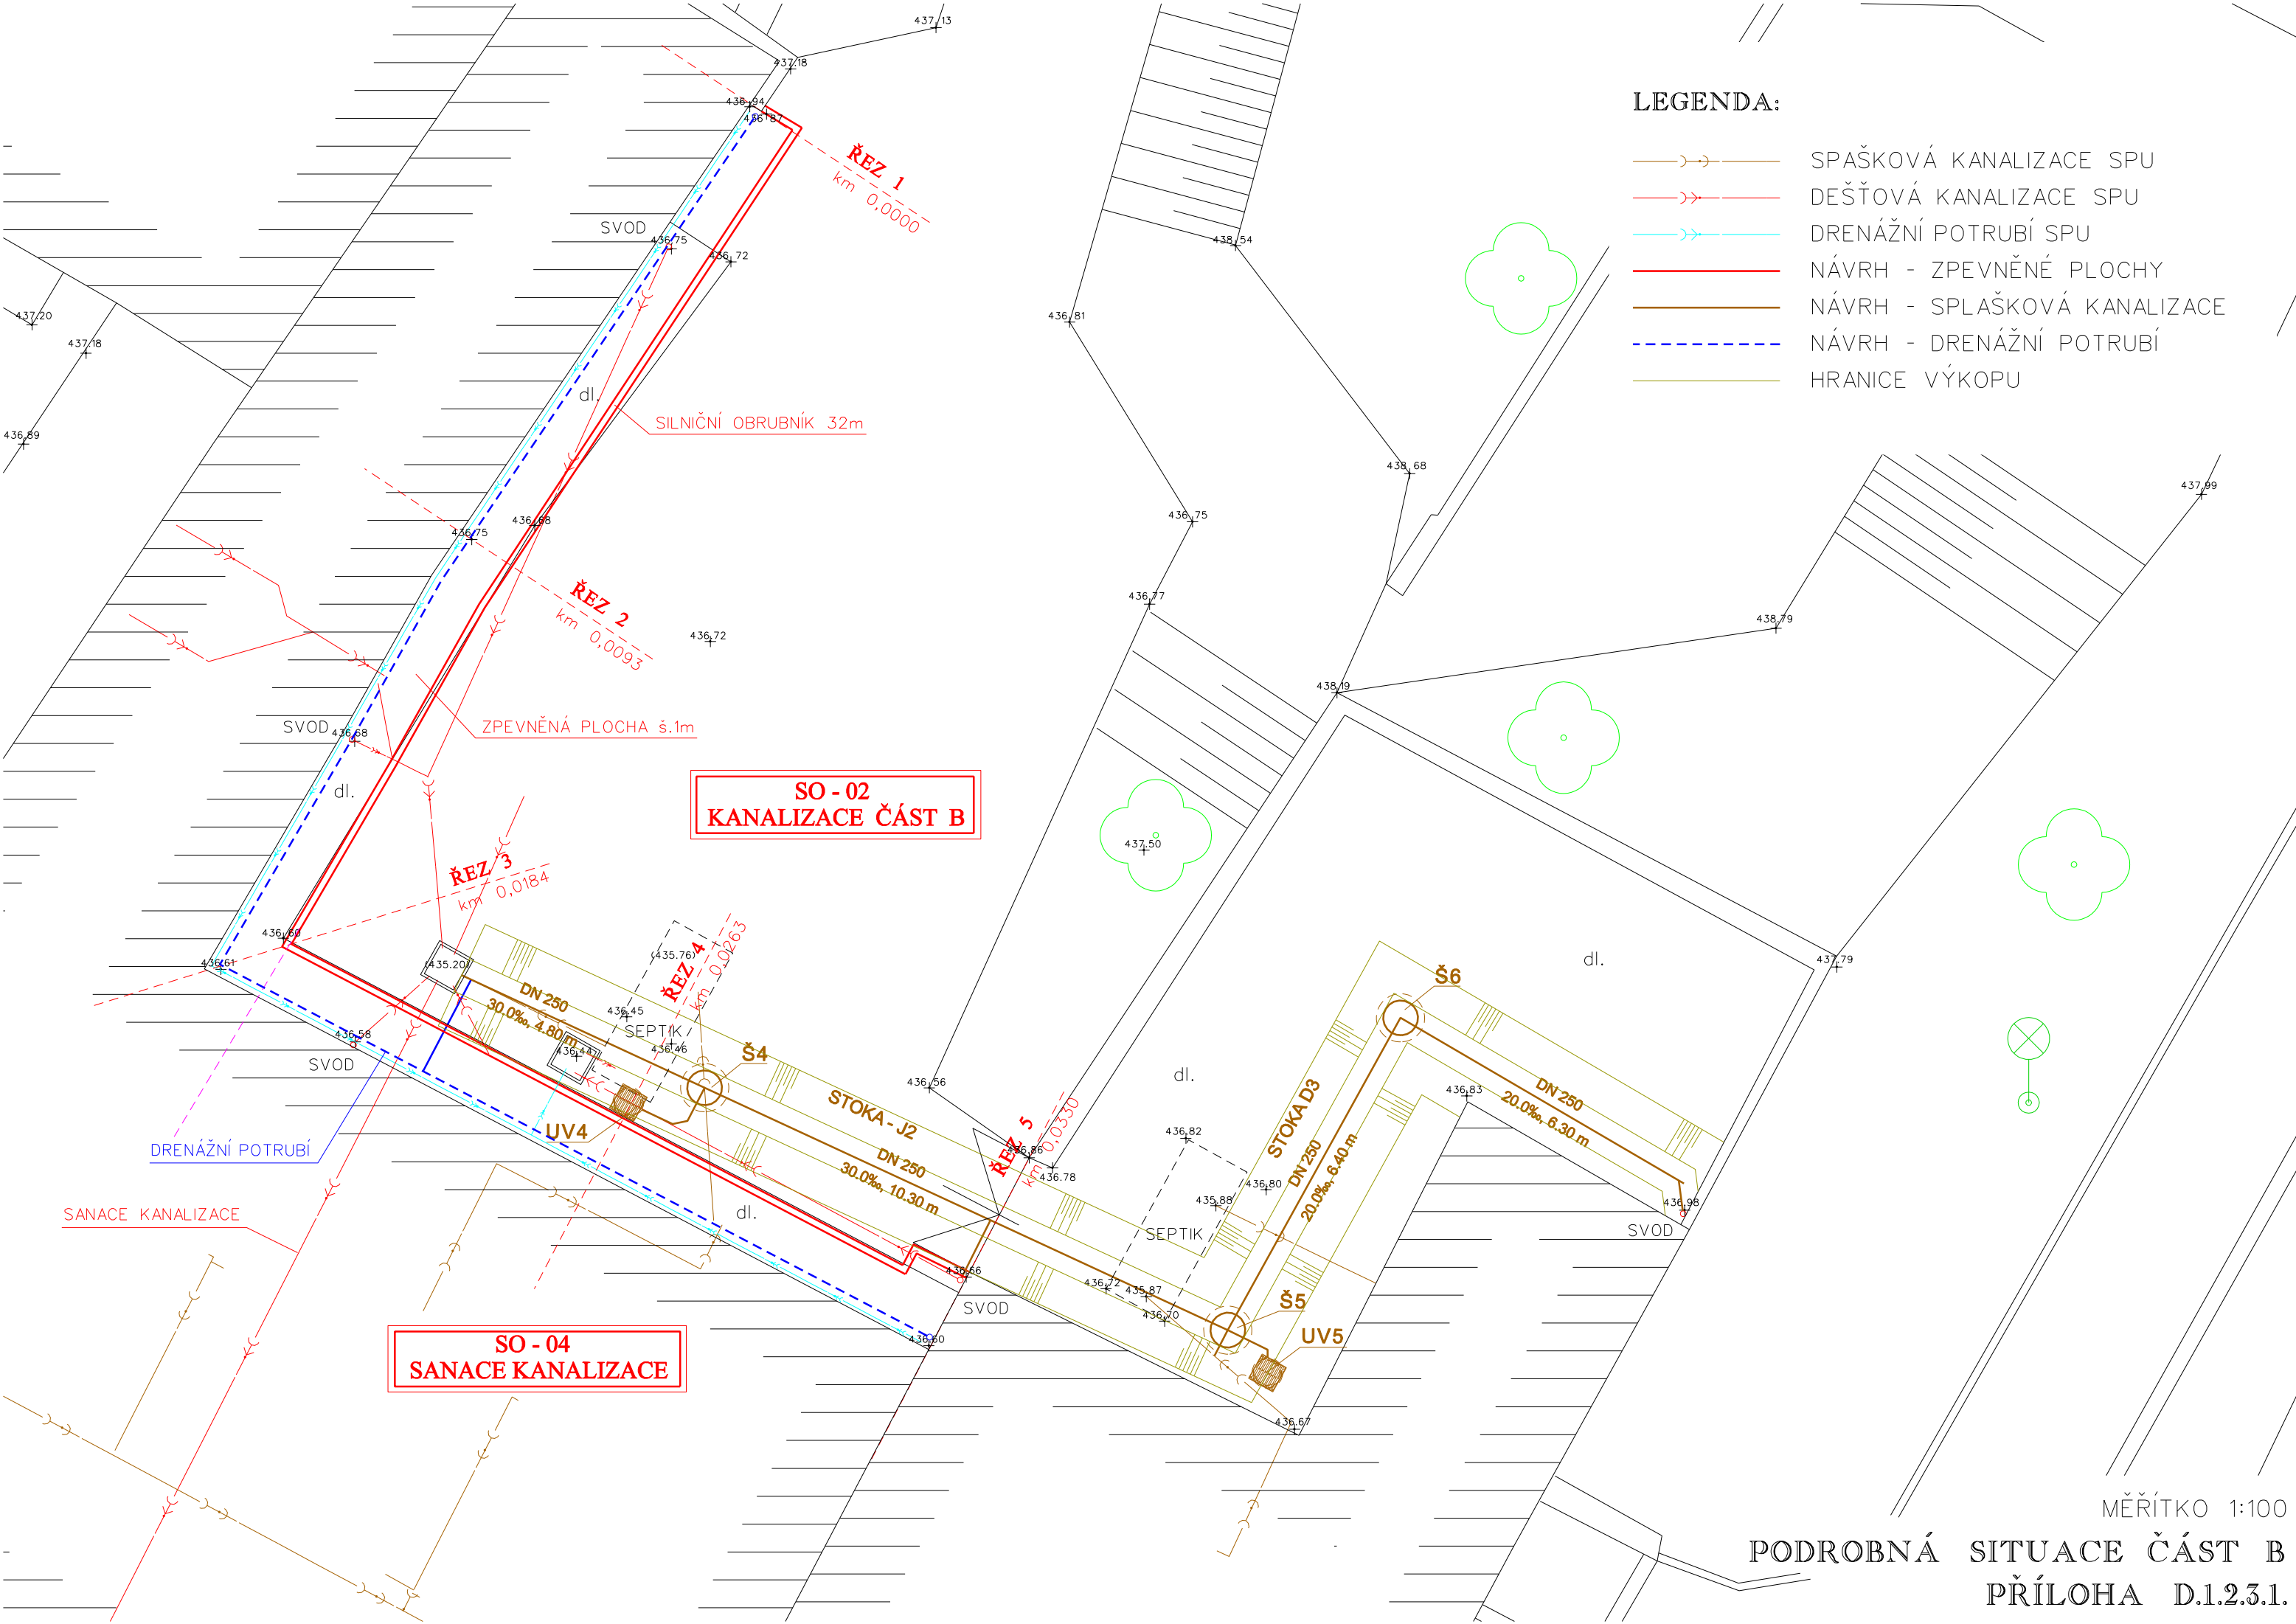 437,13
437,18
436,94
436,87
LEGENDA:
SPAŠKOVÁ KANALIZACE SPU
DEŠŤOVÁ KANALIZACE SPU
DRENÁŽNÍ POTRUBÍ SPU
NÁVRH - ZPEVNĚNÉ PLOCHY
NÁVRH - SPLAŠKOVÁ KANALIZACE
NÁVRH - DRENÁŽNÍ POTRUBÍ
HRANICE VÝKOPU
ŘEZ 1
km 0,0000
SVOD
436,75
436,72
438,54
437,20
437,18
436,81
dl.
SILNIČNÍ OBRUBNÍK 32m
436,89
438,68
437,99
436,75
436,68
436,75
ŘEZ 2
km 0,0093
436,72
436,77
438,79
438,19
SVOD
436,68
ZPEVNĚNÁ PLOCHA š.1m
dl.
SO - 02
KANALIZACE ČÁST B
437,50
ŘEZ 3
km 0,0184
436,60
436,61
(435.20)
(435.76)
ŘEZ 4
km 0,0263
dl.
437,79
Š6
DN 250
30.0‰, 4.80 m
436,45
SEPTIK
436,46
436,44
436,58
SVOD
Š4
UV4
STOKA - J2
DN 250
30.0‰, 10.30 m
436,56
dl.
436,83
STOKA D3
DN 250
20.0‰, 6.40 m
DN 250
20.0‰, 6.30 m
ŘEZ 5
km 0,0330
436,86
436,78
436,82
436,80
435,88
SEPTIK
436,98
SVOD
DRENÁŽNÍ POTRUBÍ
SANACE KANALIZACE
dl.
436,66
SVOD
436,72
435,87
436,70
Š5
UV5
436,60
SO - 04
SANACE KANALIZACE
436,67
MĚŘÍTKO 1:100
PODROBNÁ SITUACE ČÁST B
PŘÍLOHA D.1.2.3.1.